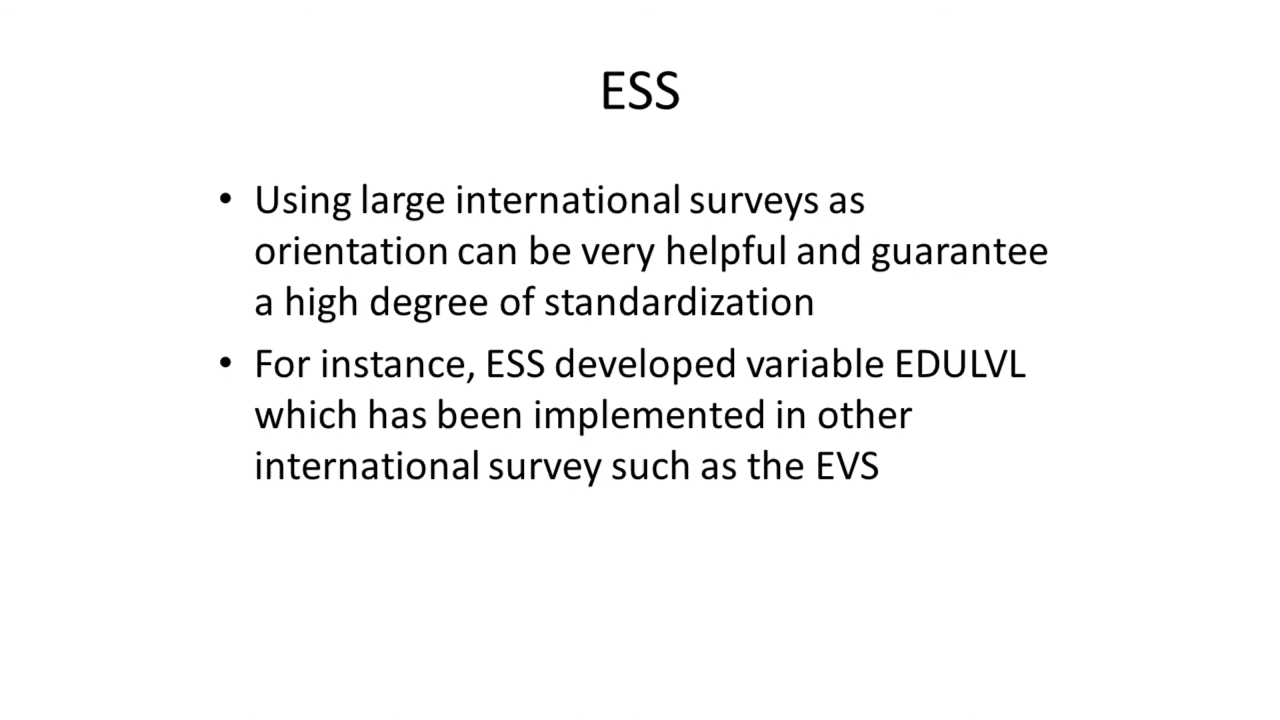 ESS
• Using large international surveys as
orientation can be very helpful and guarantee
a high degree of standardization
• For instance, ESS developed variable EDULVL
which has been implemented in other
international survey such as the EVS